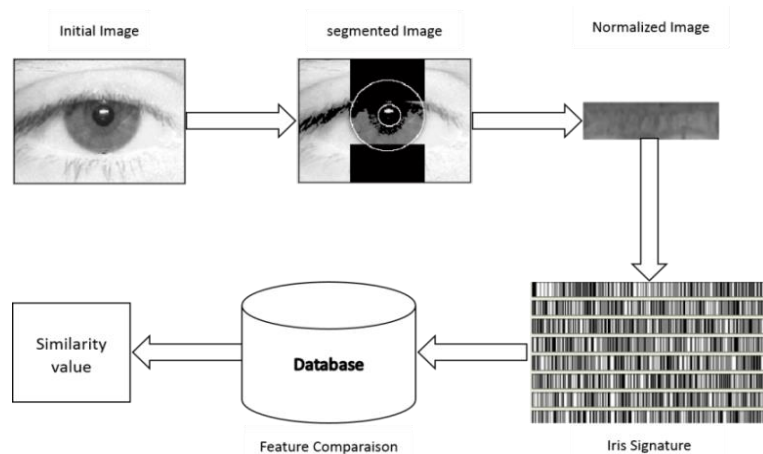 Initial Image
segmented Image
Normalized Image
Similarity
value
Database
Feature Comparaison
Iris Signature